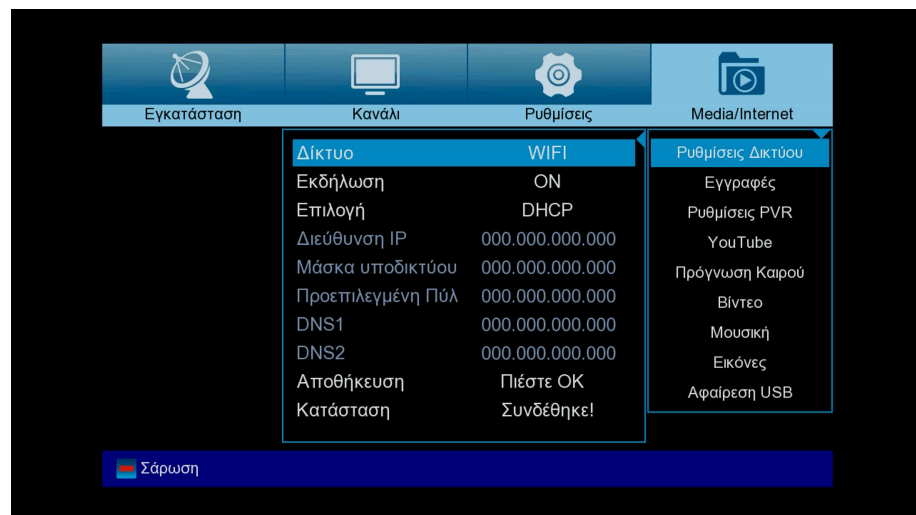 Εγκατάσταση Κανάλι Ρυθμίσεις Media/Internet
Δίκτυο WIFI
Εκδήλωση ON
Επιλογή DHCP
Διεύθυνση IP 000.000.000.000
Μάσκα υποδικτύου 000.000.000.000
Προεπιλεγμένη Πύλ 000.000.000.000
DNS1 000.000.000.000
DNS2 000.000.000.000
Αποθήκευση Πιέστε OK
Κατάσταση Συνδέθηκε!
Ρυθμίσεις Δικτύου
Εγγραφές
Ρυθμίσεις PVR
YouTube
Πρόγνωση Καιρού
Βίντεο
Μουσική
Εικόνες
Αφαίρεση USB
Σάρωση